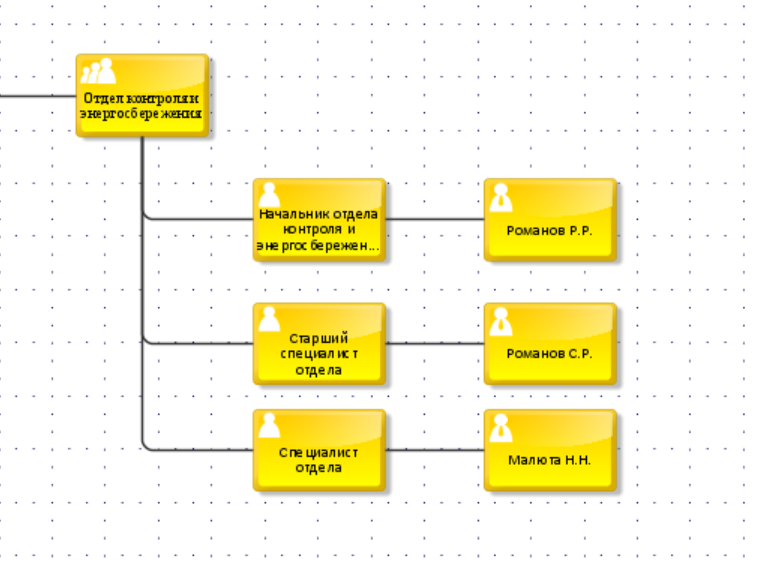 Отдел контроля и
энергосбережения
Начальник отдела
контроля и
энергосбережен...
Романов Р.Р.
Старший
специалист
отдела
Романов С.Р.
Специалист
отдела
Малюта Н.Н.